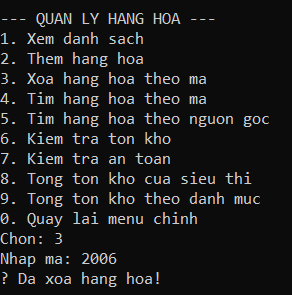 --- QUAN LY HANG HOA ---
1. Xem danh sach
2. Them hang hoa
3. Xoa hang hoa theo ma
4. Tim hang hoa theo ma
5. Tim hang hoa theo nguon goc
6. Kiem tra ton kho
7. Kiem tra an toan
8. Tong ton kho cua sieu thi
9. Tong ton kho theo danh muc
0. Quay lai menu chinh
Chon: 3
Nhap ma: 2006
? Da xoa hang hoa!